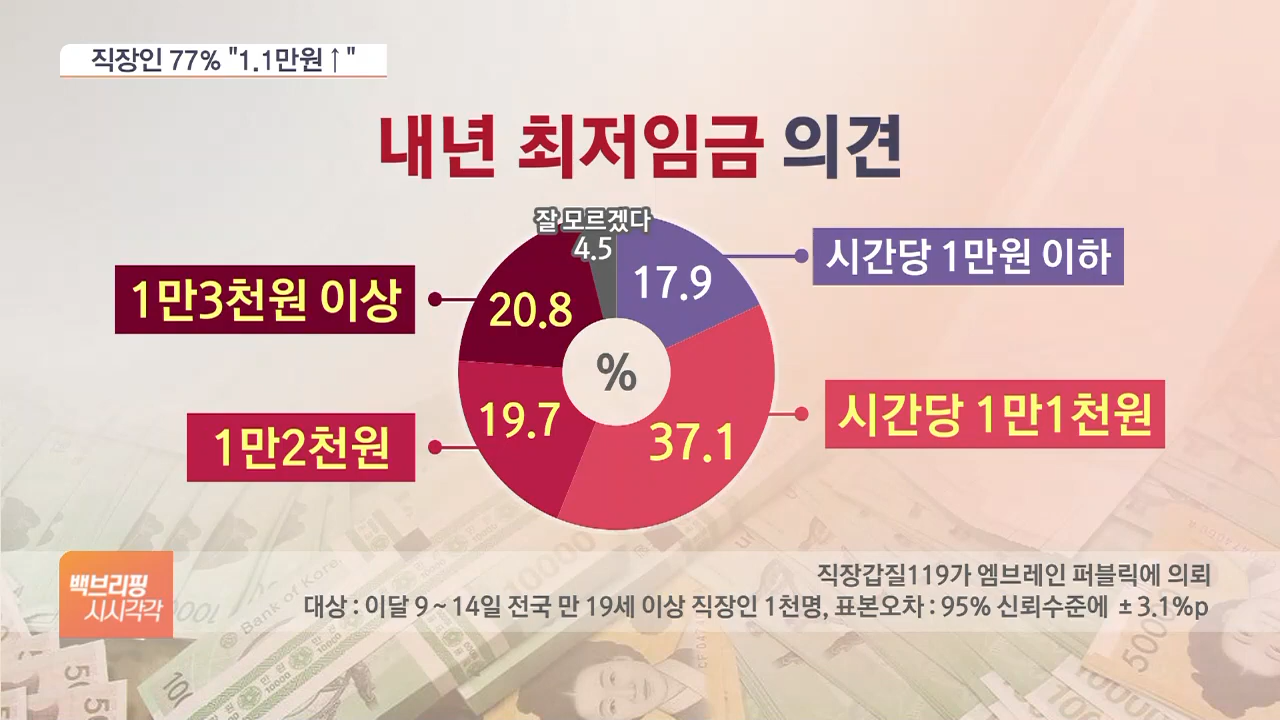 직장인 77% "1.1만원↑"
내년 최저임금 의견
잘 모르겠다
4.5
17.9
시간당 1만원 이하
1만3천원 이상
20.8
%
시간당 1만1천원
37.1
1만2천원
19.7
백브리핑
시시각각
직장갑질119가 엠브레인 퍼블릭에 의뢰
대상 : 이달 9 ~ 14일 전국 만 19세 이상 직장인 1천명, 표본오차 : 95% 신뢰수준에 ± 3.1%p
Bank of Korea
10000
5000